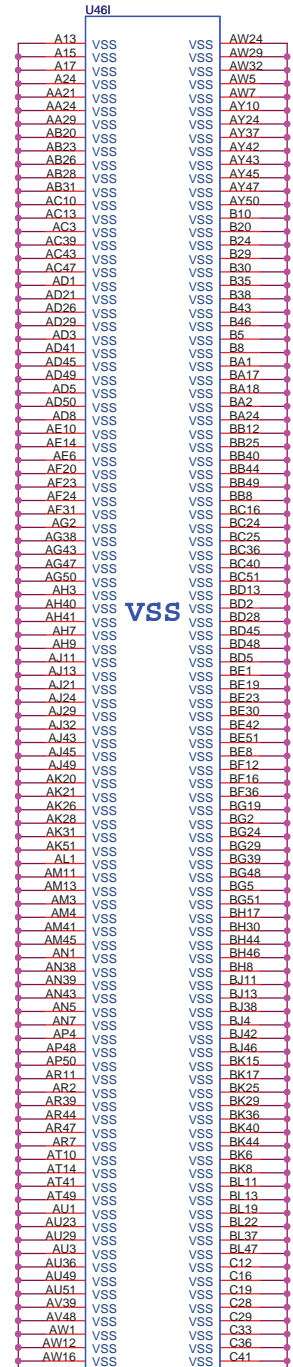 U46I
A13 VSS VSS AW24
A15 VSS VSS AW29
A17 VSS VSS AW32
A24 VSS VSS AW5
AA21 VSS VSS AW7
AA24 VSS VSS AY10
AA29 VSS VSS AY24
AB20 VSS VSS AY37
AB23 VSS VSS AY42
AB26 VSS VSS AY43
AB28 VSS VSS AY45
AB31 VSS VSS AY47
AC10 VSS VSS AY50
AC13 VSS VSS B10
AC3 VSS VSS B20
AC39 VSS VSS B24
AC43 VSS VSS B29
AC47 VSS VSS B30
AD1 VSS VSS B35
AD21 VSS VSS B38
AD26 VSS VSS B43
AD29 VSS VSS B46
AD3 VSS VSS B5
AD41 VSS VSS B8
AD45 VSS VSS BA1
AD49 VSS VSS BA17
AD5 VSS VSS BA18
AD50 VSS VSS BA2
AD8 VSS VSS BA24
AE10 VSS VSS BB12
AE14 VSS VSS BB25
AE6 VSS VSS BB40
AF20 VSS VSS BB44
AF23 VSS VSS BB49
AF24 VSS VSS BB8
AF31 VSS VSS BC16
AG2 VSS VSS BC24
AG38 VSS VSS BC25
AG43 VSS VSS BC36
AG47 VSS VSS BC40
AG50 VSS VSS BC51
AH3 VSS VSS BD13
AH40 VSS VSS BD2
VSS
AH41 VSS VSS BD28
AH7 VSS VSS BD45
AH9 VSS VSS BD48
AJ11 VSS VSS BD5
AJ13 VSS VSS BE1
AJ21 VSS VSS BE19
AJ24 VSS VSS BE23
AJ29 VSS VSS BE30
AJ32 VSS VSS BE42
AJ43 VSS VSS BE51
AJ45 VSS VSS BE8
AJ49 VSS VSS BF12
AK20 VSS VSS BF16
AK21 VSS VSS BF36
AK26 VSS VSS BG19
AK28 VSS VSS BG2
AK31 VSS VSS BG24
AK51 VSS VSS BG29
AL1 VSS VSS BG39
AM11 VSS VSS BG48
AM13 VSS VSS BG5
AM3 VSS VSS BG51
AM4 VSS VSS BH17
AM41 VSS VSS BH30
AM45 VSS VSS BH44
AN1 VSS VSS BH46
AN38 VSS VSS BH8
AN39 VSS VSS BJ11
AN43 VSS VSS BJ13
AN5 VSS VSS BJ38
AN7 VSS VSS BJ4
AP4 VSS VSS BJ42
AP48 VSS VSS BJ46
AP50 VSS VSS BK15
AR11 VSS VSS BK17
AR2 VSS VSS BK25
AR39 VSS VSS BK29
AR44 VSS VSS BK36
AR47 VSS VSS BK40
AR7 VSS VSS BK44
AT10 VSS VSS BK6
AT14 VSS VSS BK8
AT41 VSS VSS BL11
AT49 VSS VSS BL13
AU1 VSS VSS BL19
AU23 VSS VSS BL22
AU29 VSS VSS BL37
AU3 VSS VSS BL47
AU36 VSS VSS C12
AU49 VSS VSS C16
AU51 VSS VSS C19
AV39 VSS VSS C28
AV48 VSS VSS C29
AW1 VSS VSS C33
AW12 VSS VSS C36
AW16 VSS VSS C41